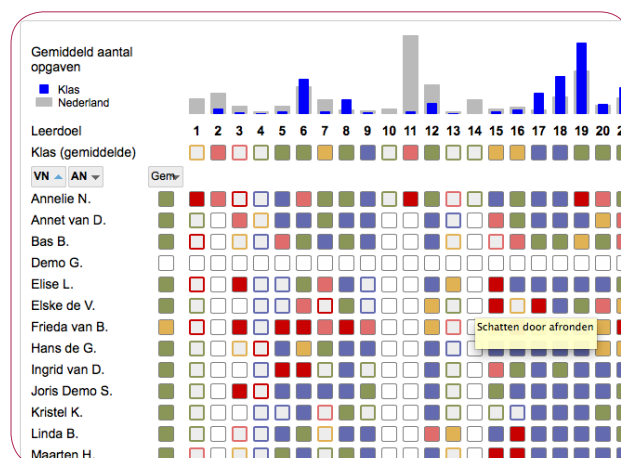 Gemiddeld aantal
opgaven
Klas
Nederland
Leerdoel 1 2 3 4 5 6 7 8 9 10 11 12 13 14 15 16 17 18 19 20
Klas (gemiddelde)
VN AN Gem
Annelie N.
Annet van D.
Bas B.
Demo G.
Elise L.
Elske de V.
Frieda van B.
Schatten door afronden
Hans de G.
Ingrid van D.
Joris Demo S.
Kristel K.
Linda B.
Maarten H.